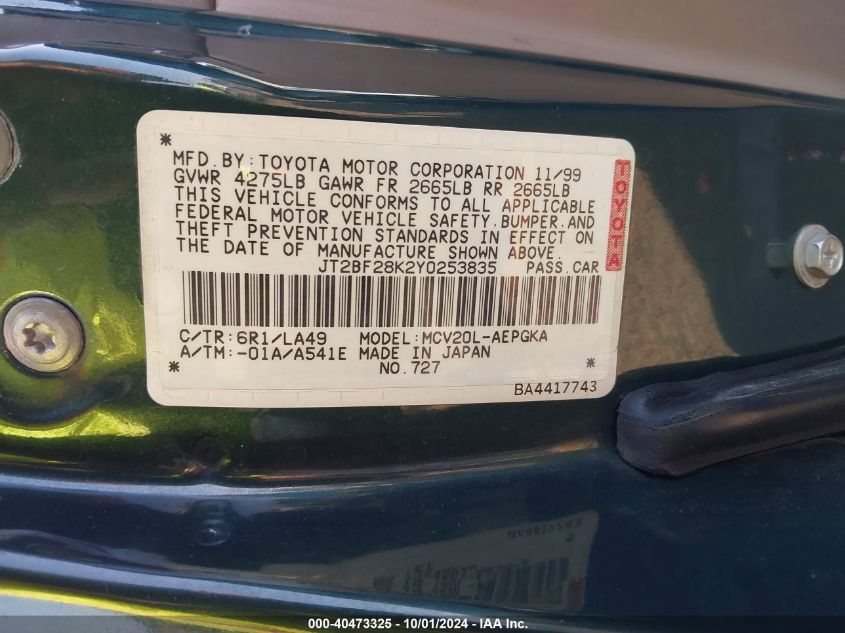 MFD.BY:TOYOTA MOTOR CORPORATION 11/99
GVWR 4275LB GAWR FR 2665LB RR 2665LB
THIS VEHICLE CONFORMS TO ALL APPLICABLE
FEDERAL MOTOR VEHICLE SAFETY.BUMPER.AND
THEFT PREVENTION STANDARDS IN EFFECT ON
THE DATE OF MANUFACTURE SHOWN ABOVE.
JT2BF28K2Y0253835 PASS.CAR
TOYOTA
C/TR:6R1/LA49 MODEL:MCV20L-AEPGKA
A/TM:-01A/A541E MADE IN JAPAN
NO.727
BA4417743
000-40473325 - 10/01/2024 - IAA Inc.